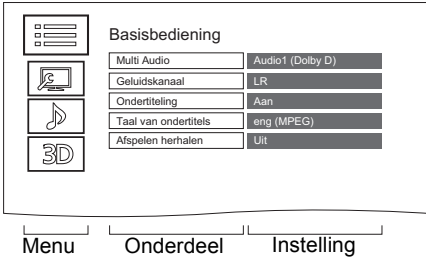 Basisbediening
Multi Audio Audio1 (Dolby D)
Geluidskanaal LR
Ondertiteling Aan
Taal van ondertitels eng (MPEG)
Afspelen herhalen Uit
3D
Menu Onderdeel Instelling